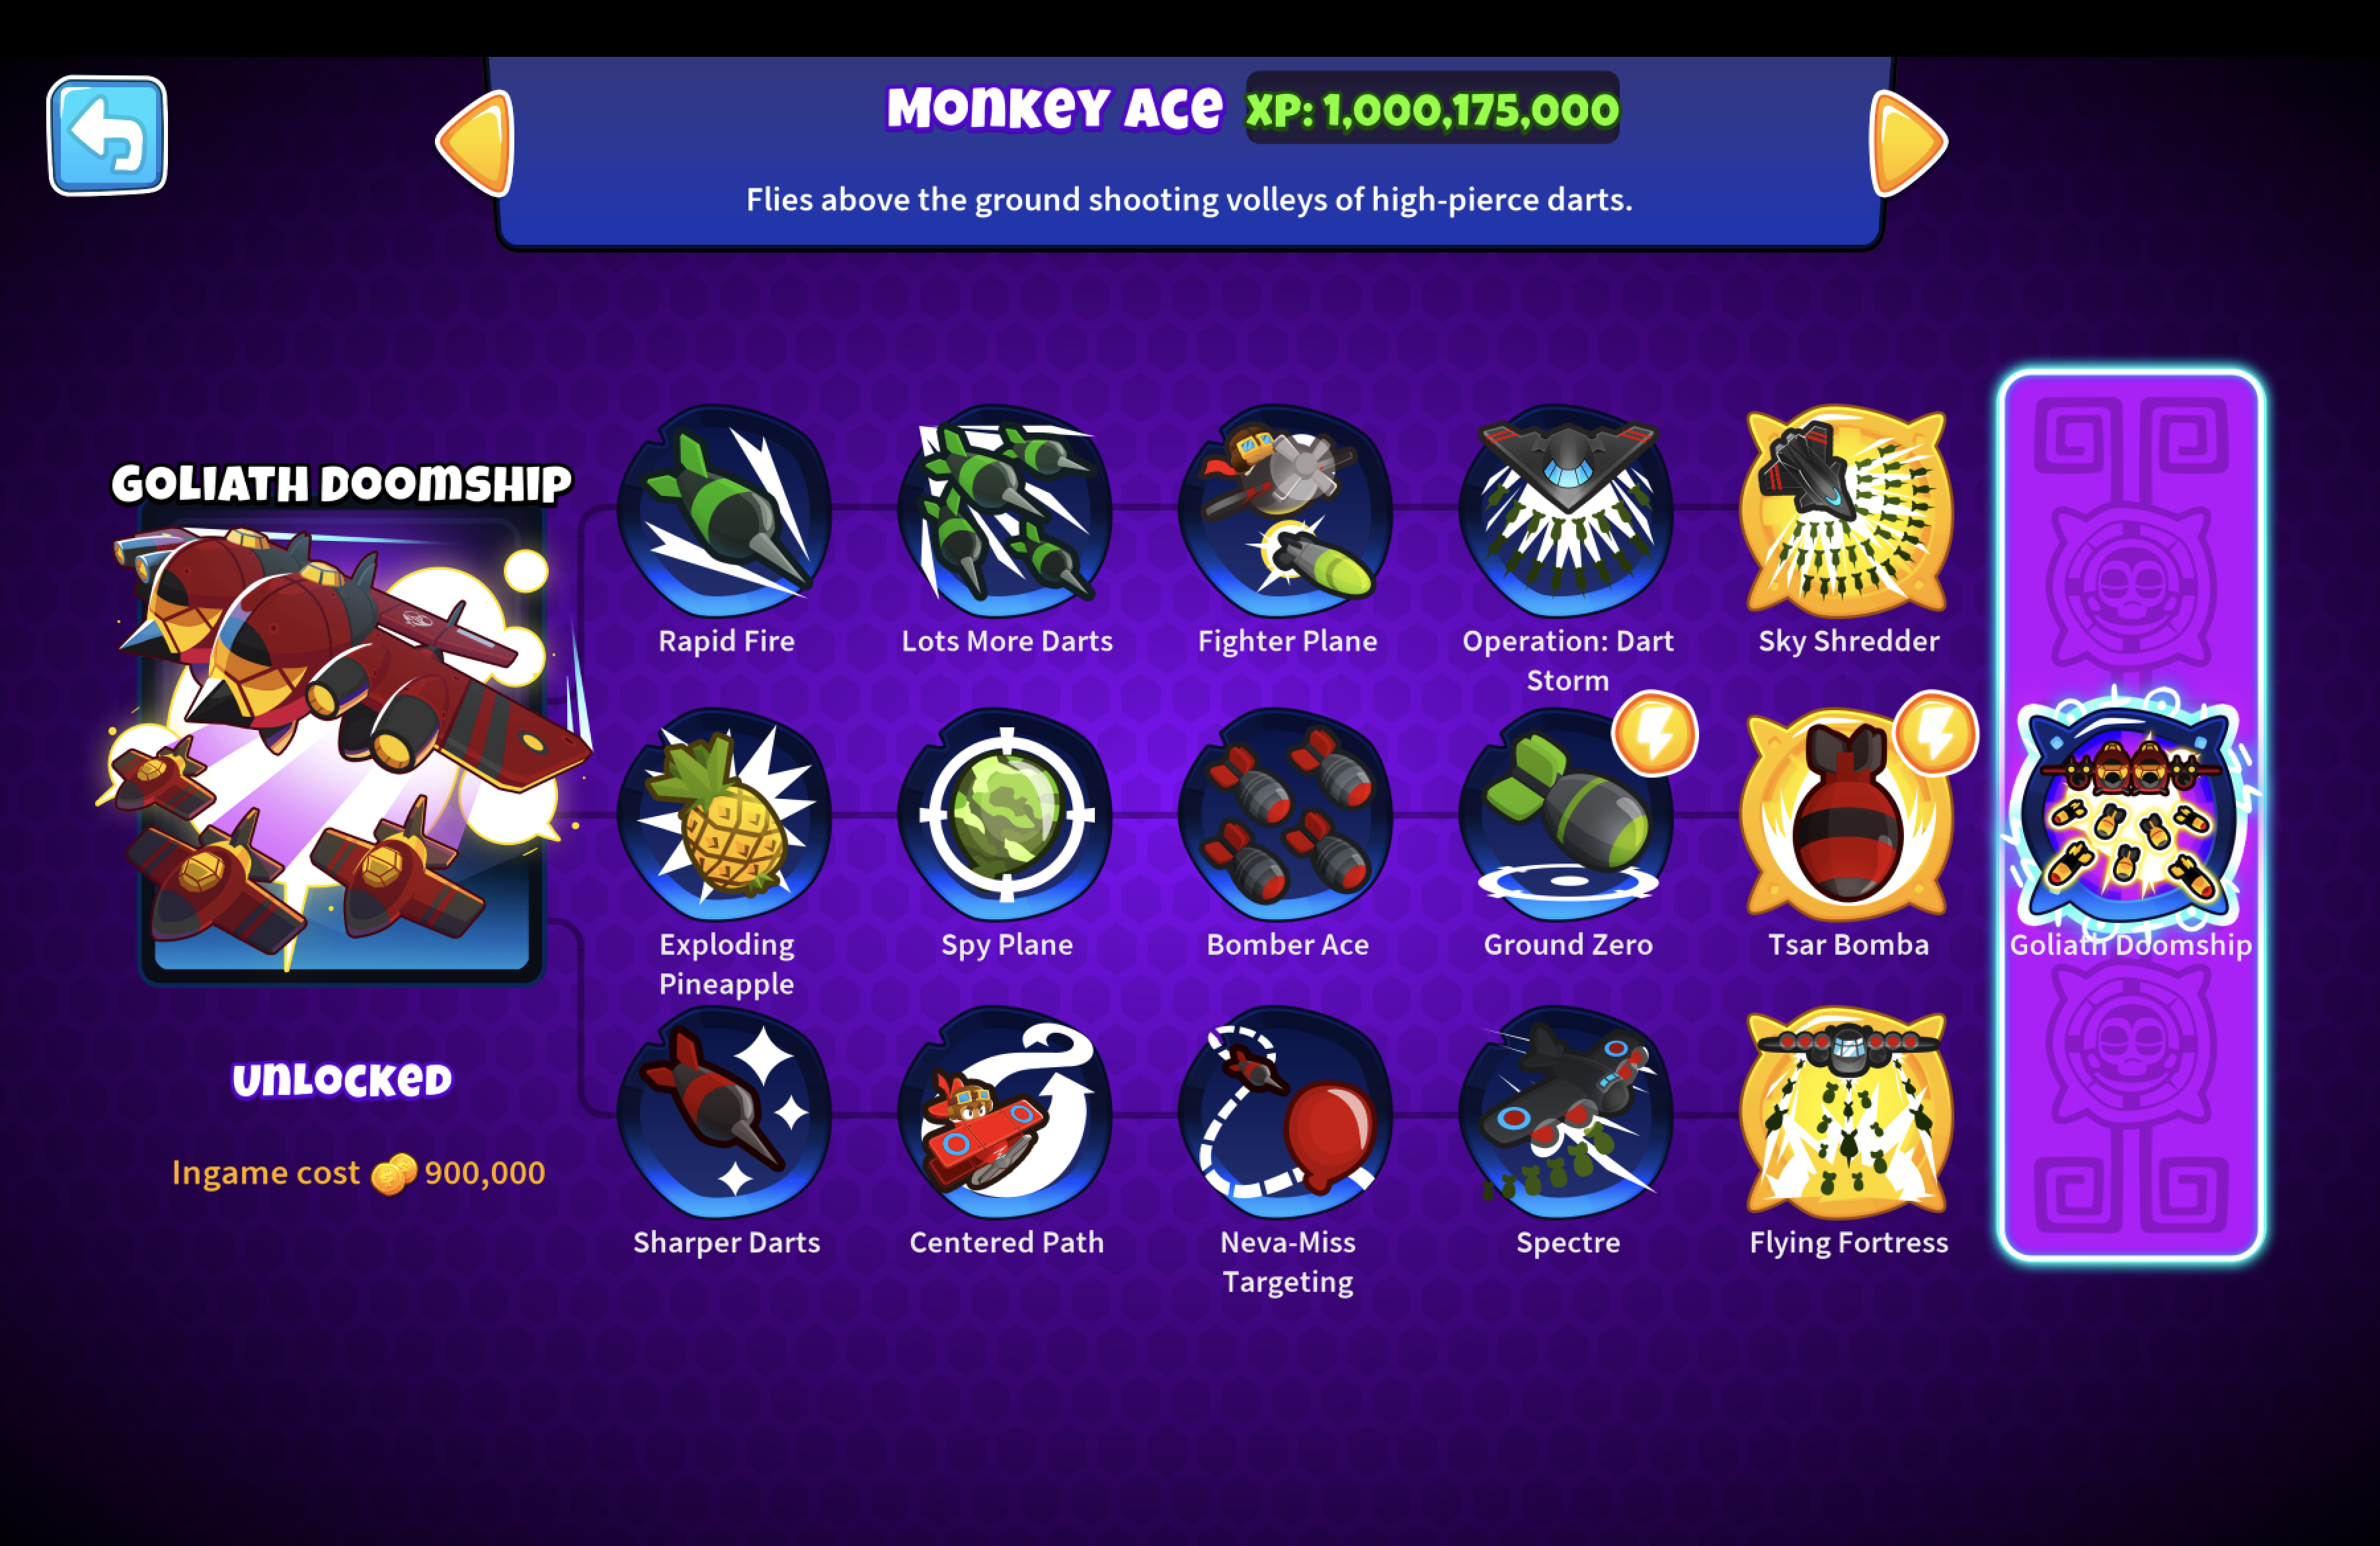 Monkey Ace XP: 1,000,175,000
Flies above the ground shooting volleys of high-pierce darts.
Goliath Doomship
Unlocked
Ingame cost 900,000
Rapid Fire
Lots More Darts
Fighter Plane
Operation: Dart
Storm
Sky Shredder
Exploding
Pineapple
Spy Plane
Bomber Ace
Ground Zero
Tsar Bomba
Goliath Doomship
Sharper Darts
Centered Path
Neva-Miss
Targeting
Spectre
Flying Fortress